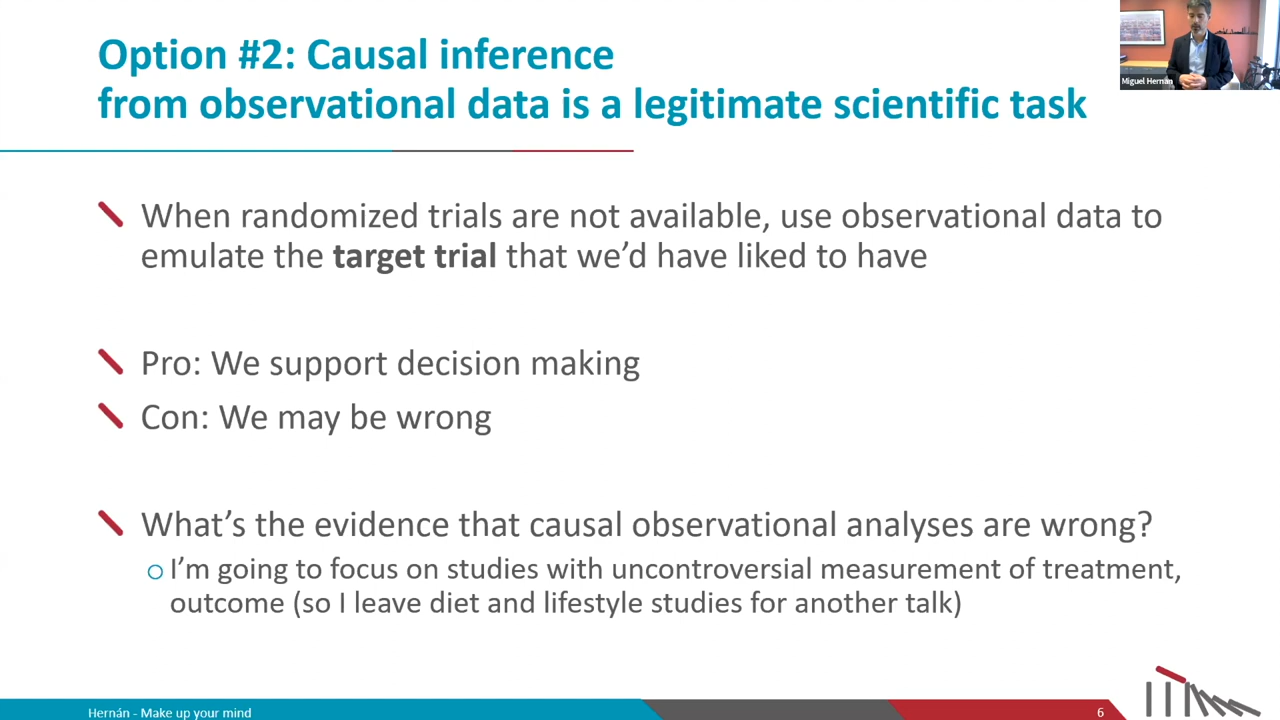 Option #2: Causal inference
from observational data is a legitimate scientific task
Miguel Hernán
When randomized trials are not available, use observational data to
emulate the target trial that we’d have liked to have
Pro: We support decision making
Con: We may be wrong
What’s the evidence that causal observational analyses are wrong?
I’m going to focus on studies with uncontroversial measurement of treatment,
outcome (so I leave diet and lifestyle studies for another talk)
Hernán - Make up your mind
6